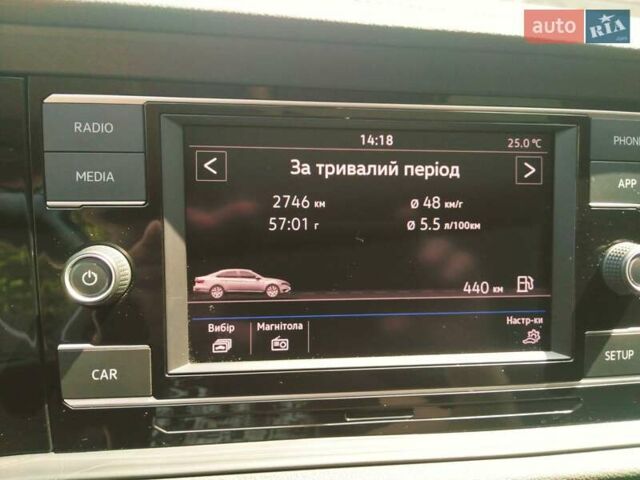 auto RIA.com
RADIO
MEDIA
CAR
14:18 25.0 °C
<
За тривалий період
>
2746 км ø 48 км/г
57:01 г ø 5.5 л/100км
440 км
Вибір Магнітола Настр-ки
PHONE
APP
SETUP